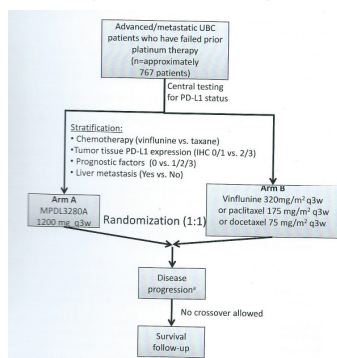 Advanced/metastatic UBC
patients who have failed prior
platinum therapy
(n=approximately
767 patients)
Central testing
for PD-L1 status
Stratification:
• Chemotherapy (vinflunine vs. taxane)
•Tumor tissue PD-L1 expression (IHC 0/1 vs. 2/3)
• Prognostic factors (0 vs. 1/2/3)
• Liver metastasis (Yes vs. No)
Arm A
MPDL3280A
1200 mg q3w
Randomization (1:1)
Arm B
Vinflunine 320mg/m² q3w
or paclitaxel 175 mg/m² q3w
or docetaxel 75 mg/m² q3w
Disease
progressionᵃ
No crossover allowed
Survival
follow-up